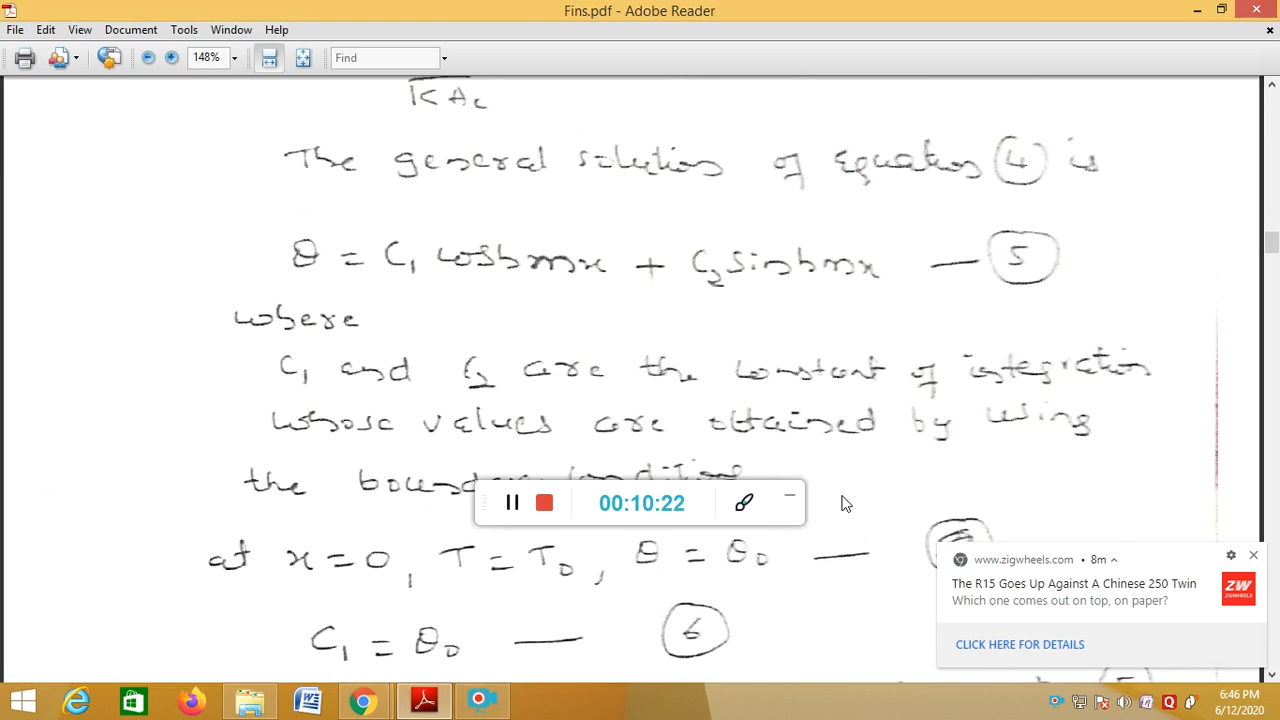 Fins.pdf - Adobe Reader
File Edit View Document Tools Window Help
148% Find
KAc
The general solution of Equation 4 is
θ = C1 coshmx + C2 sinhmx — 5
where
C1 and C2 are the constant of integration
whose values are obtained by using
the boundary conditions
at x = 0, T = T0, θ = θ0 —
C1 = θ0 — 6
00:10:22
www.zigwheels.com • 8m
The R15 Goes Up Against A Chinese 250 Twin
Which one comes out on top, on paper?
ZW
ZIGWHEELS
CLICK HERE FOR DETAILS
6:46 PM
6/12/2020